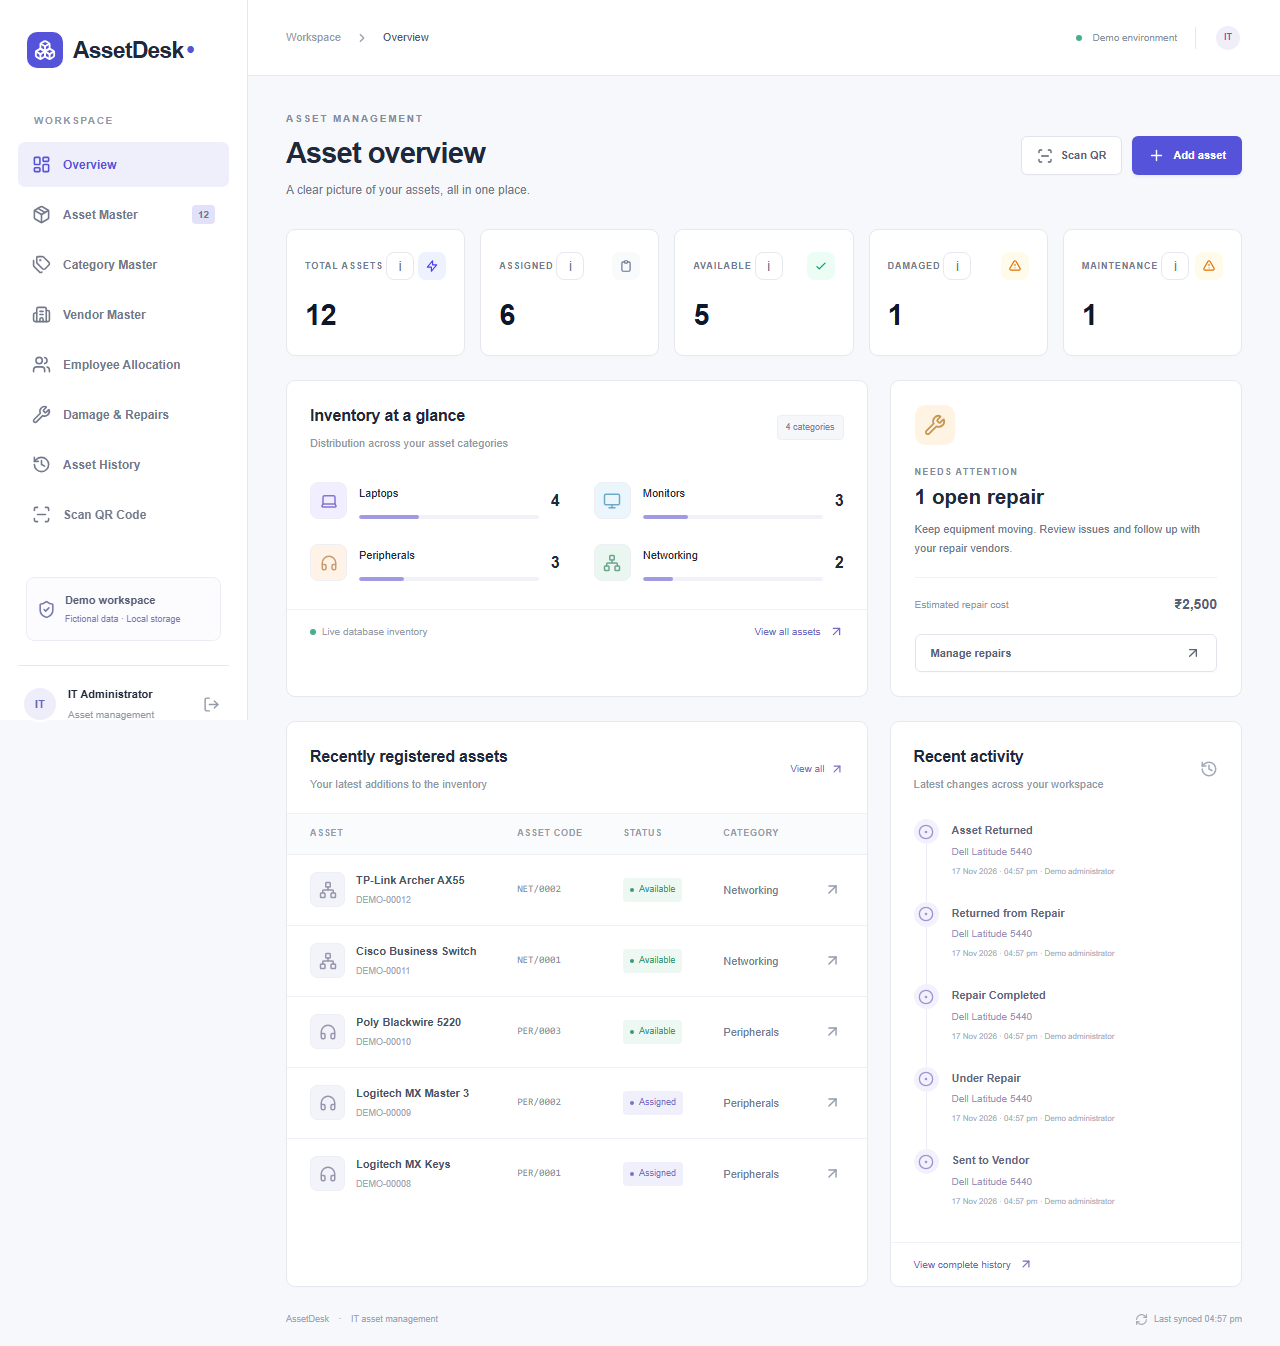 AssetDesk
WORKSPACE
Overview
Asset Master 12
Category Master
Vendor Master
Employee Allocation
Damage & Repairs
Asset History
Scan QR Code
Demo workspace
Fictional data · Local storage
IT IT Administrator
Asset management
Workspace > Overview
Demo environment IT
ASSET MANAGEMENT
Asset overview
A clear picture of your assets, all in one place.
Scan QR
Add asset
TOTAL ASSETS i
12
ASSIGNED i
6
AVAILABLE i
5
DAMAGED i
1
MAINTENANCE i
1
Inventory at a glance
Distribution across your asset categories
4 categories
Laptops 4
Monitors 3
Peripherals 3
Networking 2
Live database inventory
View all assets
NEEDS ATTENTION
1 open repair
Keep equipment moving. Review issues and follow up with
your repair vendors.
Estimated repair cost ₹2,500
Manage repairs
Recently registered assets
Your latest additions to the inventory
View all
ASSET ASSET CODE STATUS CATEGORY
TP-Link Archer AX55
DEMO-00012
NET/0002 Available Networking
Cisco Business Switch
DEMO-00011
NET/0001 Available Networking
Poly Blackwire 5220
DEMO-00010
PER/0003 Available Peripherals
Logitech MX Master 3
DEMO-00009
PER/0002 Assigned Peripherals
Logitech MX Keys
DEMO-00008
PER/0001 Assigned Peripherals
Recent activity
Latest changes across your workspace
Asset Returned
Dell Latitude 5440
17 Nov 2026 · 04:57 pm · Demo administrator
Returned from Repair
Dell Latitude 5440
17 Nov 2026 · 04:57 pm · Demo administrator
Repair Completed
Dell Latitude 5440
17 Nov 2026 · 04:57 pm · Demo administrator
Under Repair
Dell Latitude 5440
17 Nov 2026 · 04:57 pm · Demo administrator
Sent to Vendor
Dell Latitude 5440
17 Nov 2026 · 04:57 pm · Demo administrator
View complete history
AssetDesk · IT asset management
Last synced 04:57 pm